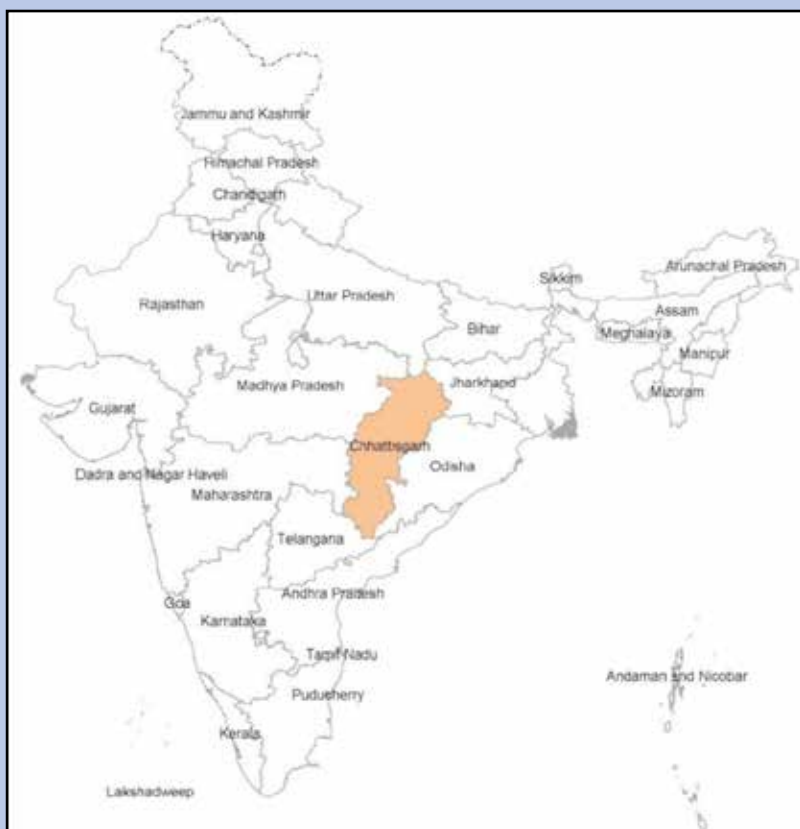 Jammu and Kashmir
Himachal Pradesh
Chandigarh
Haryana
Rajasthan
Uttar Pradesh
Sikkim
Arunachal Pradesh
Assam
Bihar
Meghalaya
Manipur
Madhya Pradesh
Jharkhand
Mizoram
Gujarat
Chhattisgarh
Odisha
Dadra and Nagar Haveli
Maharashtra
Telangana
Andhra Pradesh
Goa
Karnataka
Tamil Nadu
Andaman and Nicobar
Puducherry
Kerala
Lakshadweep